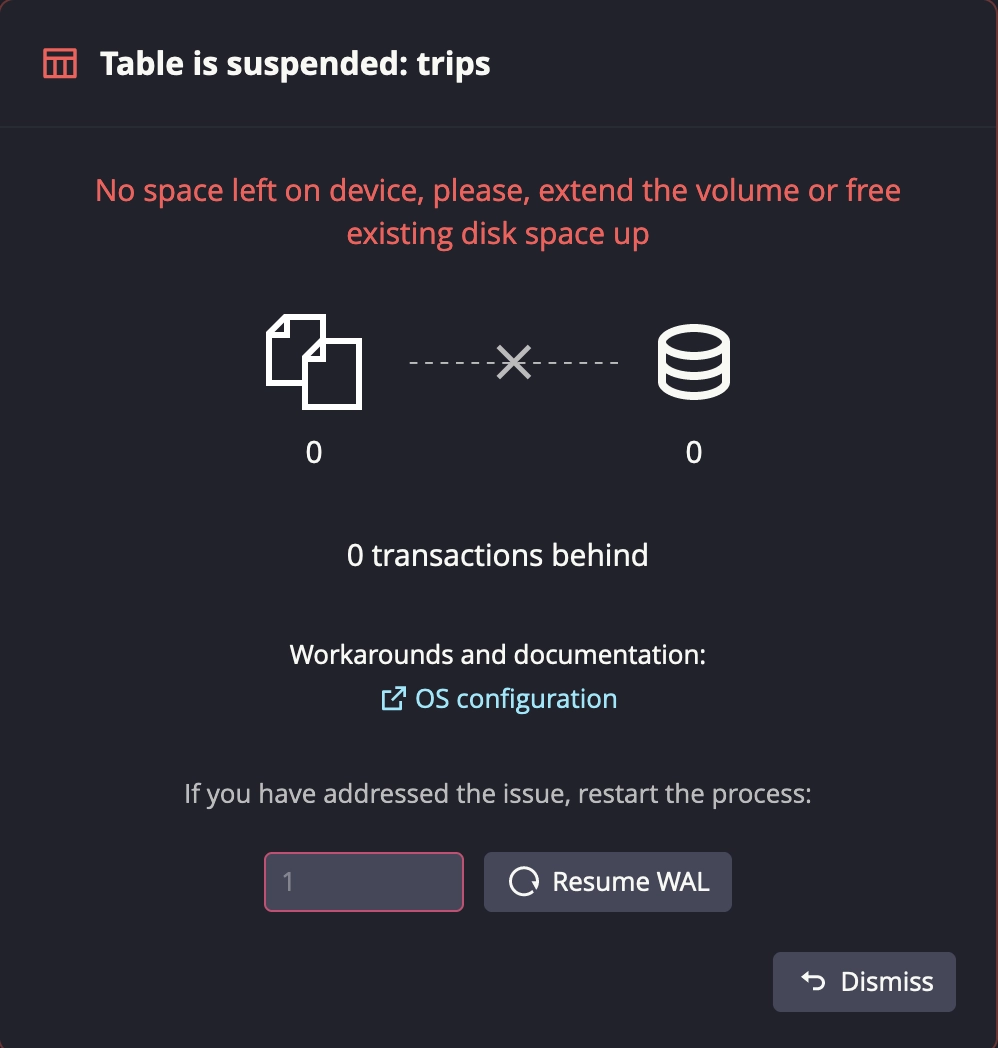 Table is suspended: trips
No space left on device, please, extend the volume or free
existing disk space up
0
0
0 transactions behind
Workarounds and documentation:
OS configuration
If you have addressed the issue, restart the process:
1
Resume WAL
Dismiss